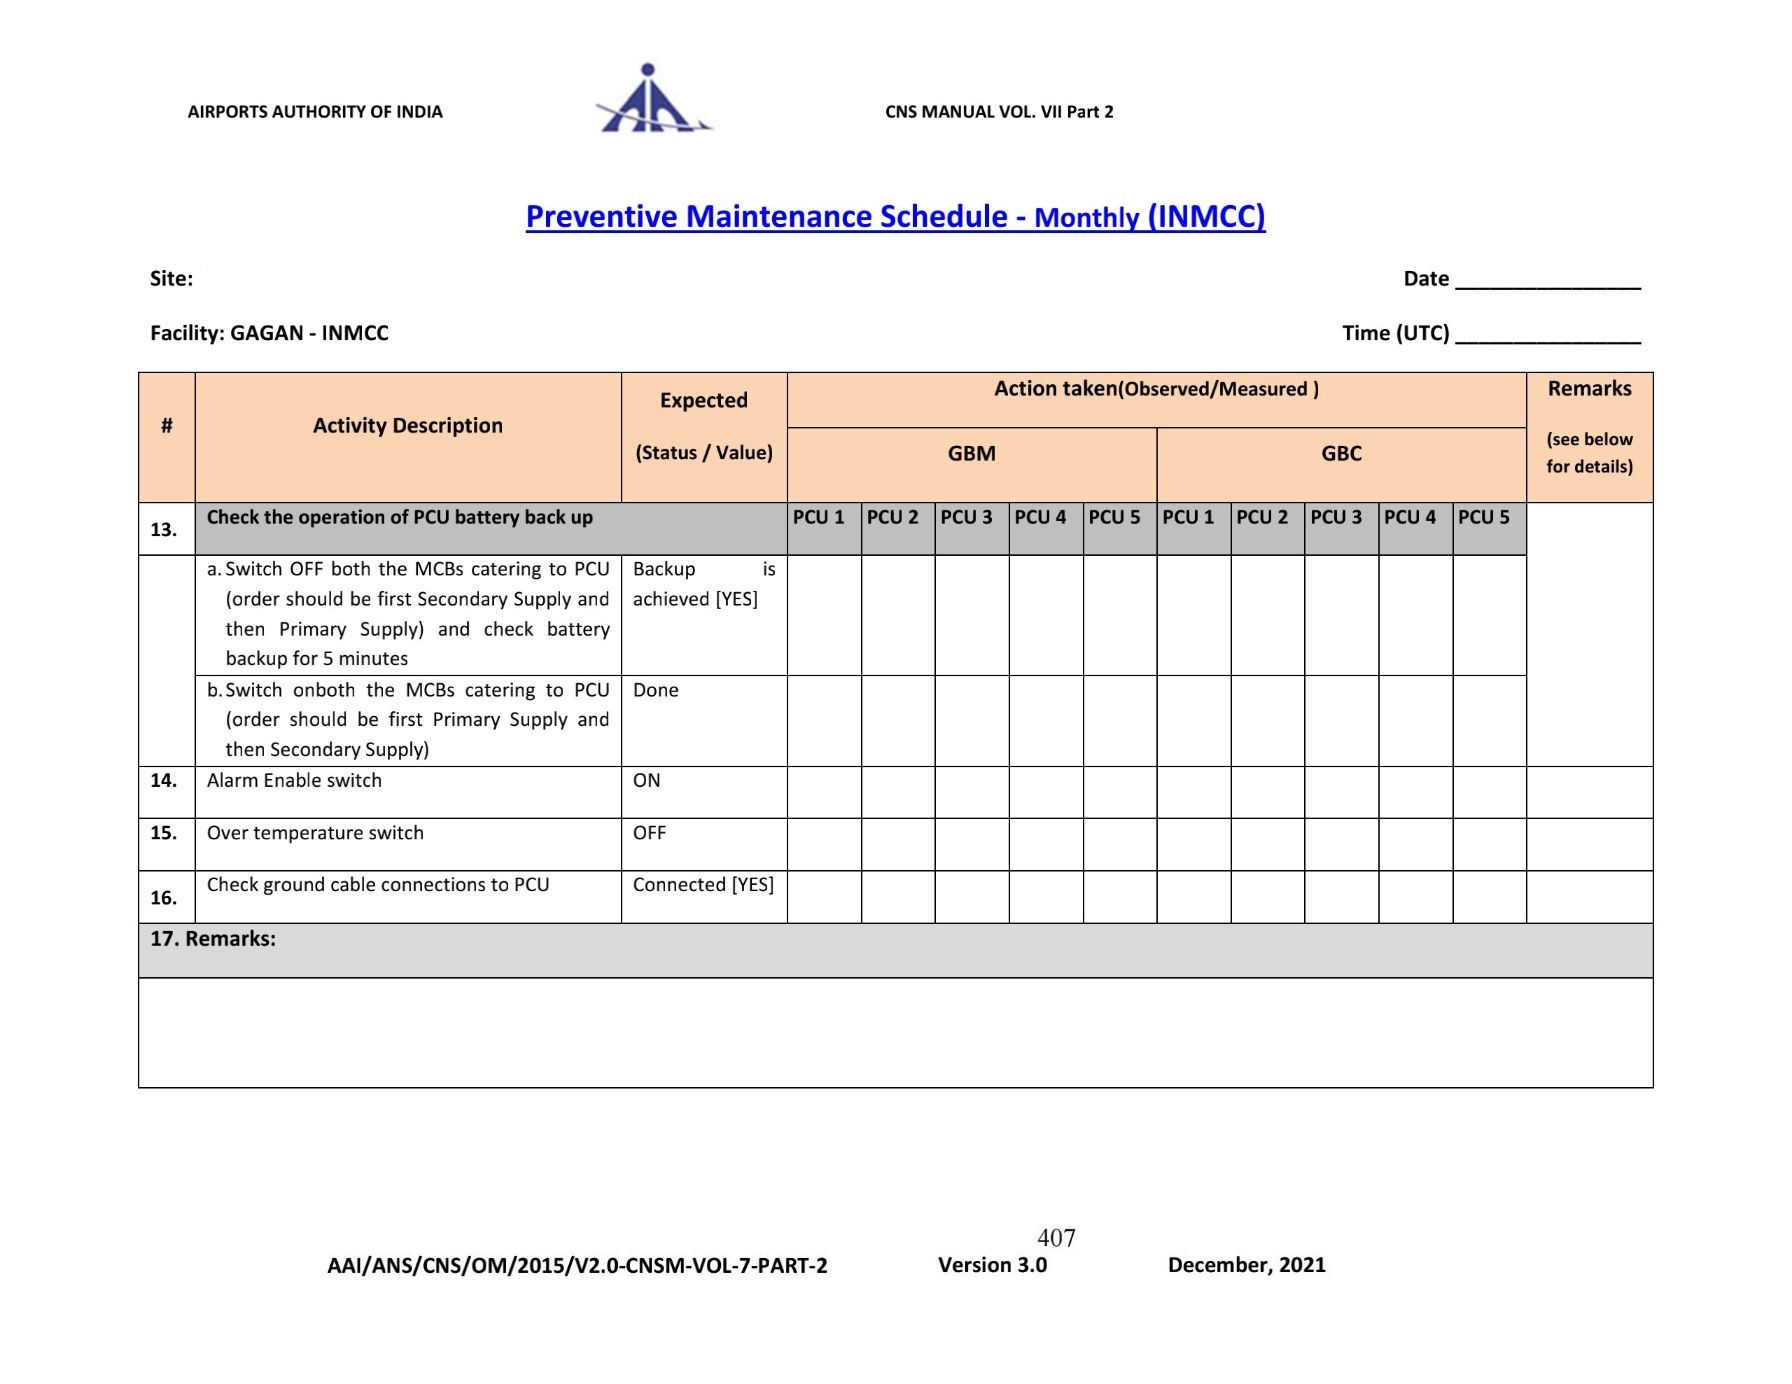 AIRPORTS AUTHORITY OF INDIA
CNS MANUAL VOL. VII Part 2
Preventive Maintenance Schedule - Monthly (INMCC)
Site:
Date ________________
Facility: GAGAN - INMCC
Time (UTC) ________________
#
Activity Description
Expected
(Status / Value)
Action taken(Observed/Measured )
GBM
GBC
Remarks
(see below
for details)
13.
Check the operation of PCU battery back up
PCU 1 PCU 2 PCU 3 PCU 4 PCU 5 PCU 1 PCU 2 PCU 3 PCU 4 PCU 5
a. Switch OFF both the MCBs catering to PCU
(order should be first Secondary Supply and
then Primary Supply) and check battery
backup for 5 minutes
Backup is
achieved [YES]
b. Switch onboth the MCBs catering to PCU
(order should be first Primary Supply and
then Secondary Supply)
Done
14. Alarm Enable switch ON
15. Over temperature switch OFF
16. Check ground cable connections to PCU Connected [YES]
17. Remarks:
407
AAI/ANS/CNS/OM/2015/V2.0-CNSM-VOL-7-PART-2 Version 3.0 December, 2021